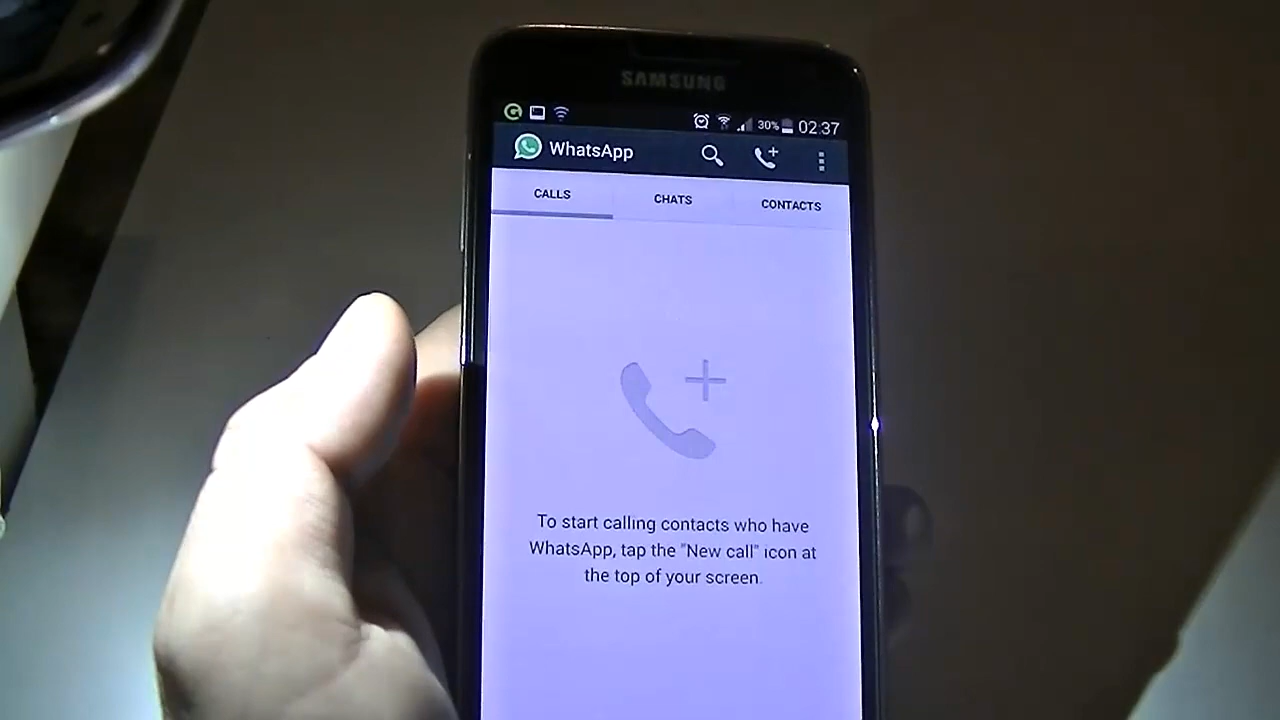 SAMSUNG
30% 02:37
WhatsApp
CALLS CHATS CONTACTS
To start calling contacts who have
WhatsApp, tap the "New call" icon at
the top of your screen.